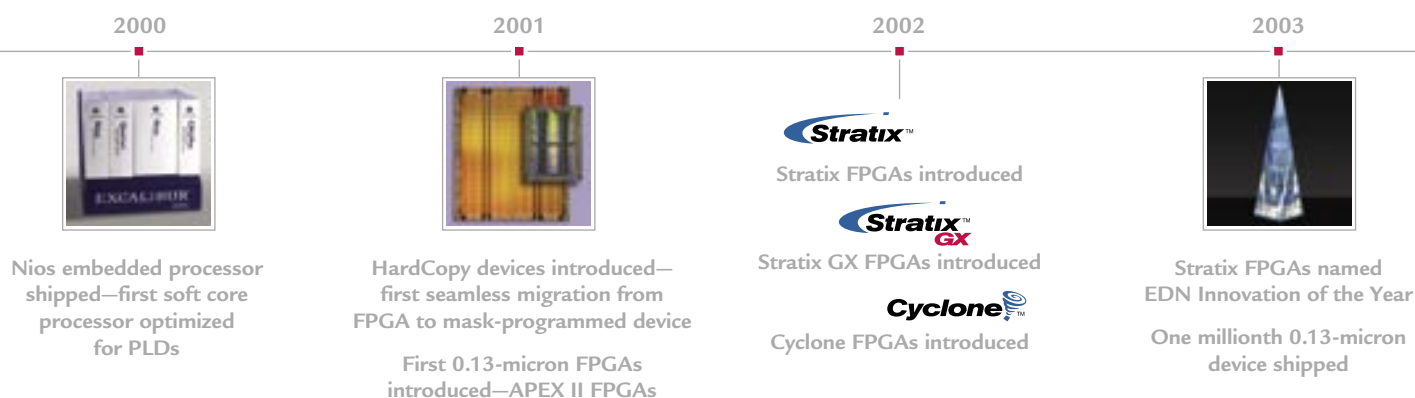 2000
EXCALIBUR
Nios embedded processor
shipped—first soft core
processor optimized
for PLDs
2001
HardCopy devices introduced—
first seamless migration from
FPGA to mask-programmed device
First 0.13-micron FPGAs
introduced—APEX II FPGAs
2002
Stratix™
Stratix FPGAs introduced
Stratix™
GX
Stratix GX FPGAs introduced
Cyclone™
Cyclone FPGAs introduced
2003
Stratix FPGAs named
EDN Innovation of the Year
One millionth 0.13-micron
device shipped